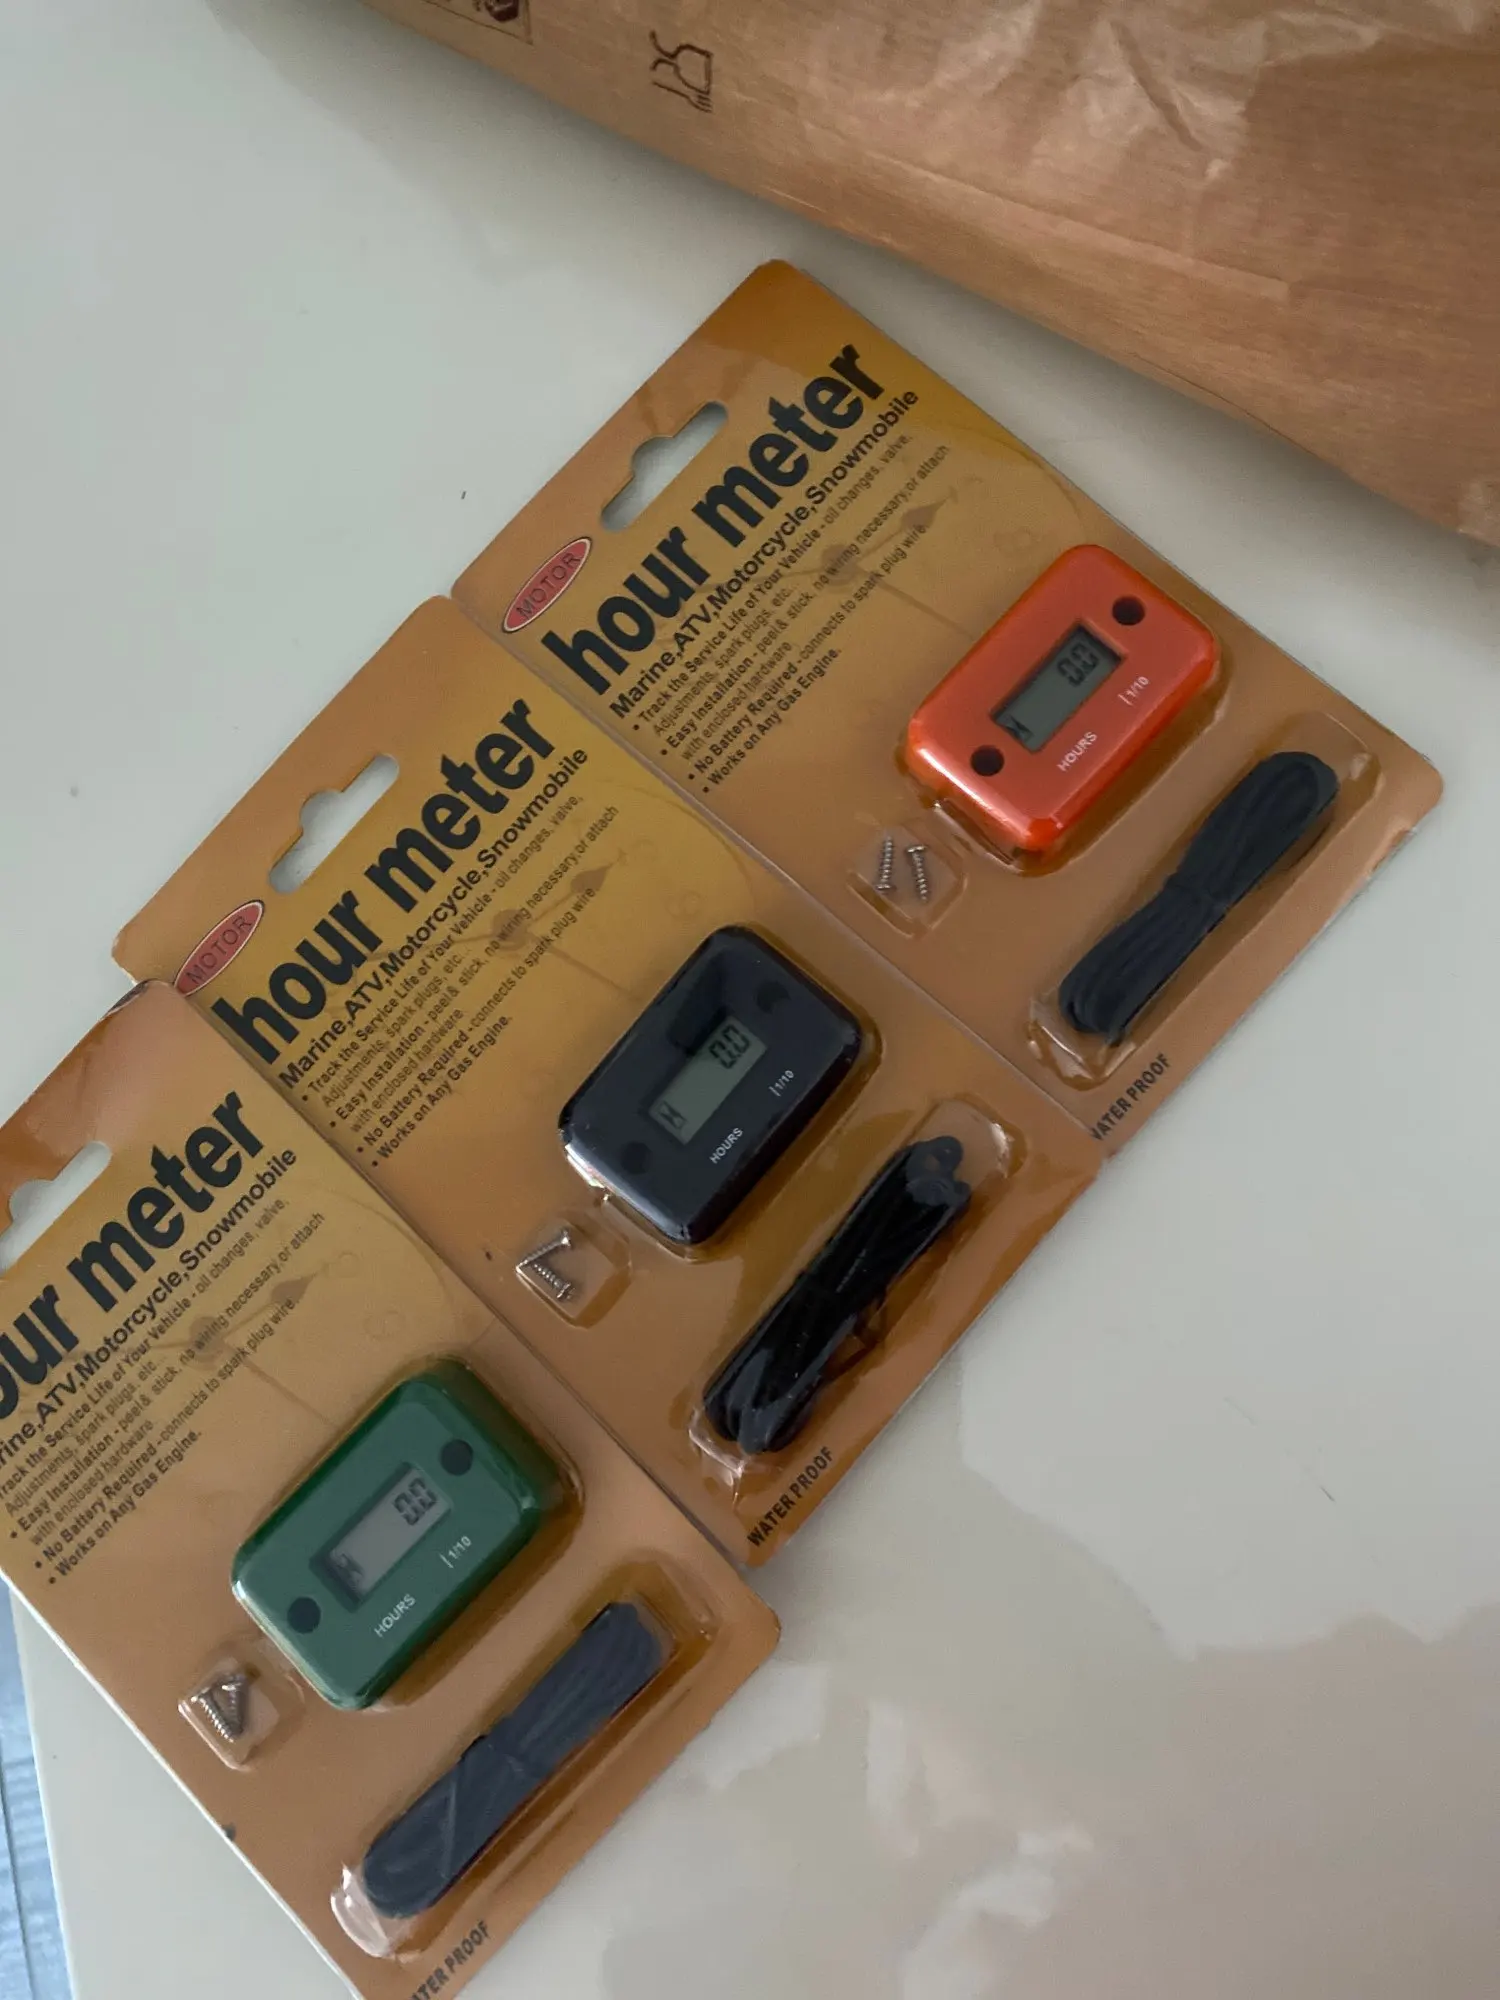 MOTOR
hour meter
Marine,ATV,Motorcycle,Snowmobile
• Track the Service Life of Your Vehicle - oil changes, valve,
Adjustments, spark plugs, etc...
• Easy Installation - peel & stick, no wiring necessary,or attach
with enclosed hardware
• No Battery Required - connects to spark plug wire.
• Works on Any Gas Engine.
0.0
HOURS
1/10
WATER PROOF
MOTOR
hour meter
Marine,ATV,Motorcycle,Snowmobile
• Track the Service Life of Your Vehicle - oil changes, valve,
Adjustments, spark plugs, etc...
• Easy Installation - peel & stick, no wiring necessary,or attach
with enclosed hardware
• No Battery Required - connects to spark plug wire.
• Works on Any Gas Engine.
0.0
HOURS
1/10
WATER PROOF
our meter
rine,ATV,Motorcycle,Snowmobile
Track the Service Life of Your Vehicle - oil changes, valve,
Adjustments, spark plugs, etc...
• Easy Installation - peel & stick, no wiring necessary,or attach
with enclosed hardware
• No Battery Required - connects to spark plug wire.
• Works on Any Gas Engine.
0.0
HOURS
1/10
ATER PROOF